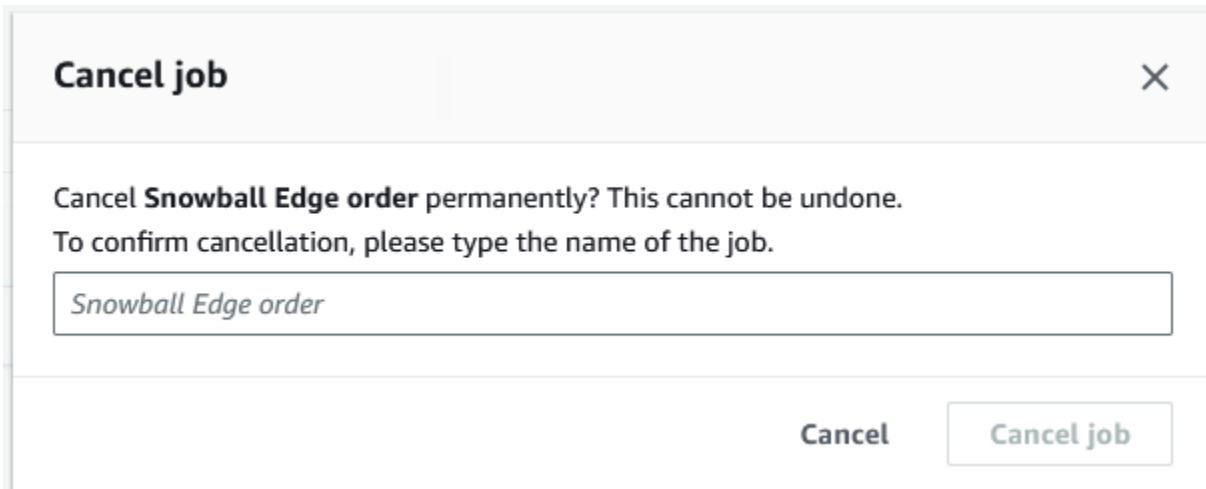 Cancel job
Cancel Snowball Edge order permanently? This cannot be undone.
To confirm cancellation, please type the name of the job.
Snowball Edge order
Cancel
Cancel job